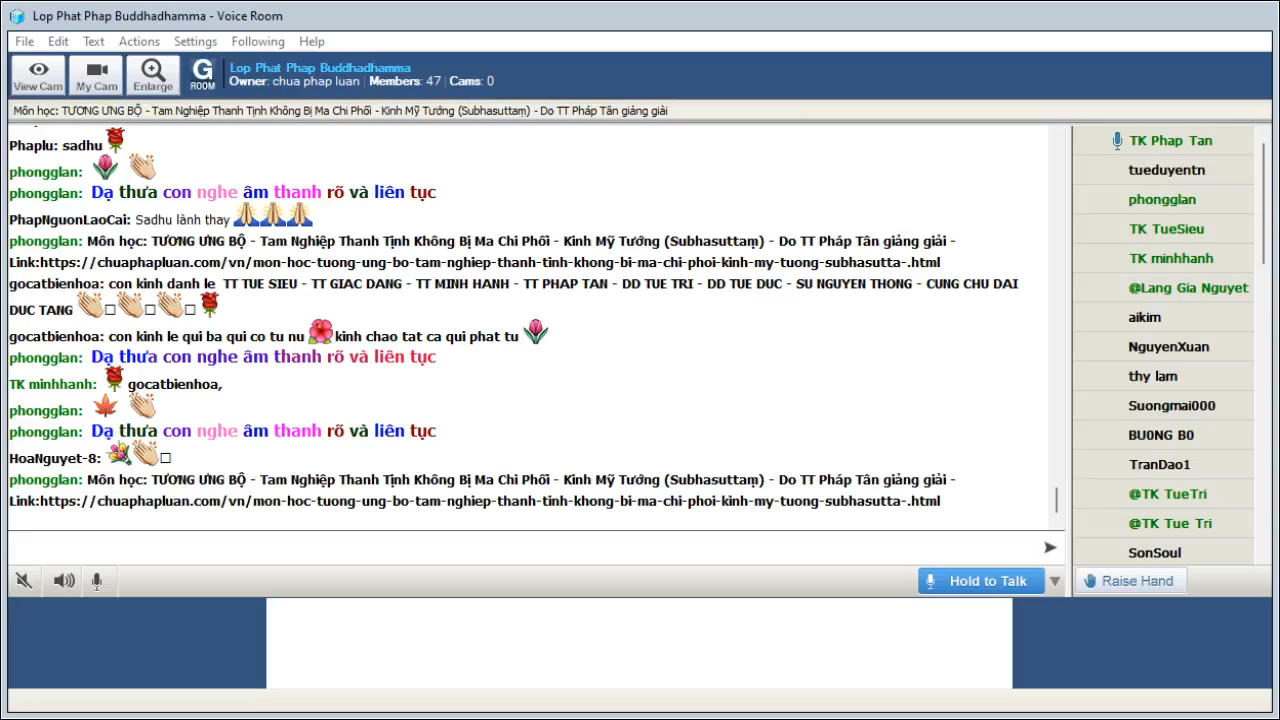 Lop Phat Phap Buddhadhamma - Voice Room
File Edit Text Actions Settings Following Help
View Cam My Cam Enlarge G ROOM
Lop Phat Phap Buddhadhamma
Owner: chua phap luan Members: 47 Cams: 0
Môn học: TƯƠNG ƯNG BỘ - Tam Nghiệp Thanh Tịnh Không Bị Ma Chi Phối - Kinh Mỹ Tướng (Subhasuttaṃ) - Do TT Pháp Tân giảng giải
Phaplu: sadhu
phongglan:
phongglan: Dạ thưa con nghe âm thanh rõ và liên tục
PhapNguonLaoCai: Sadhu lành thay
phongglan: Môn học: TƯƠNG ƯNG BỘ - Tam Nghiệp Thanh Tịnh Không Bị Ma Chi Phối - Kinh Mỹ Tướng (Subhasuttaṃ) - Do TT Pháp Tân giảng giải -
Link:https://chuaphapluan.com/vn/mon-hoc-tuong-ung-bo-tam-nghiep-thanh-tinh-khong-bi-ma-chi-phoi-kinh-my-tuong-subhasutta-.html
gocatbienhoa: con kinh danh le TT TUE SIEU - TT GIAC DANG - TT MINH HANH - TT PHAP TAN - DD TUE TRI - DD TUE DUC - SU NGUYEN THONG - CUNG CHU DAI
DUC TANG
gocatbienhoa: con kinh le qui ba qui co tu nu kinh chao tat ca qui phat tu
phongglan: Dạ thưa con nghe âm thanh rõ và liên tục
TK minhhanh: gocatbienhoa,
phongglan:
phongglan: Dạ thưa con nghe âm thanh rõ và liên tục
HoaNguyet-8:
phongglan: Môn học: TƯƠNG ƯNG BỘ - Tam Nghiệp Thanh Tịnh Không Bị Ma Chi Phối - Kinh Mỹ Tướng (Subhasuttaṃ) - Do TT Pháp Tân giảng giải -
Link:https://chuaphapluan.com/vn/mon-hoc-tuong-ung-bo-tam-nghiep-thanh-tinh-khong-bi-ma-chi-phoi-kinh-my-tuong-subhasutta-.html
TK Phap Tan
tueduyentn
phongglan
TK TueSieu
TK minhhanh
@Lang Gia Nguyet
aikim
NguyenXuan
thy lam
Suongmai000
BU0NG B0
TranDao1
@TK TueTri
@TK Tue Tri
SonSoul
Hold to Talk
Raise Hand